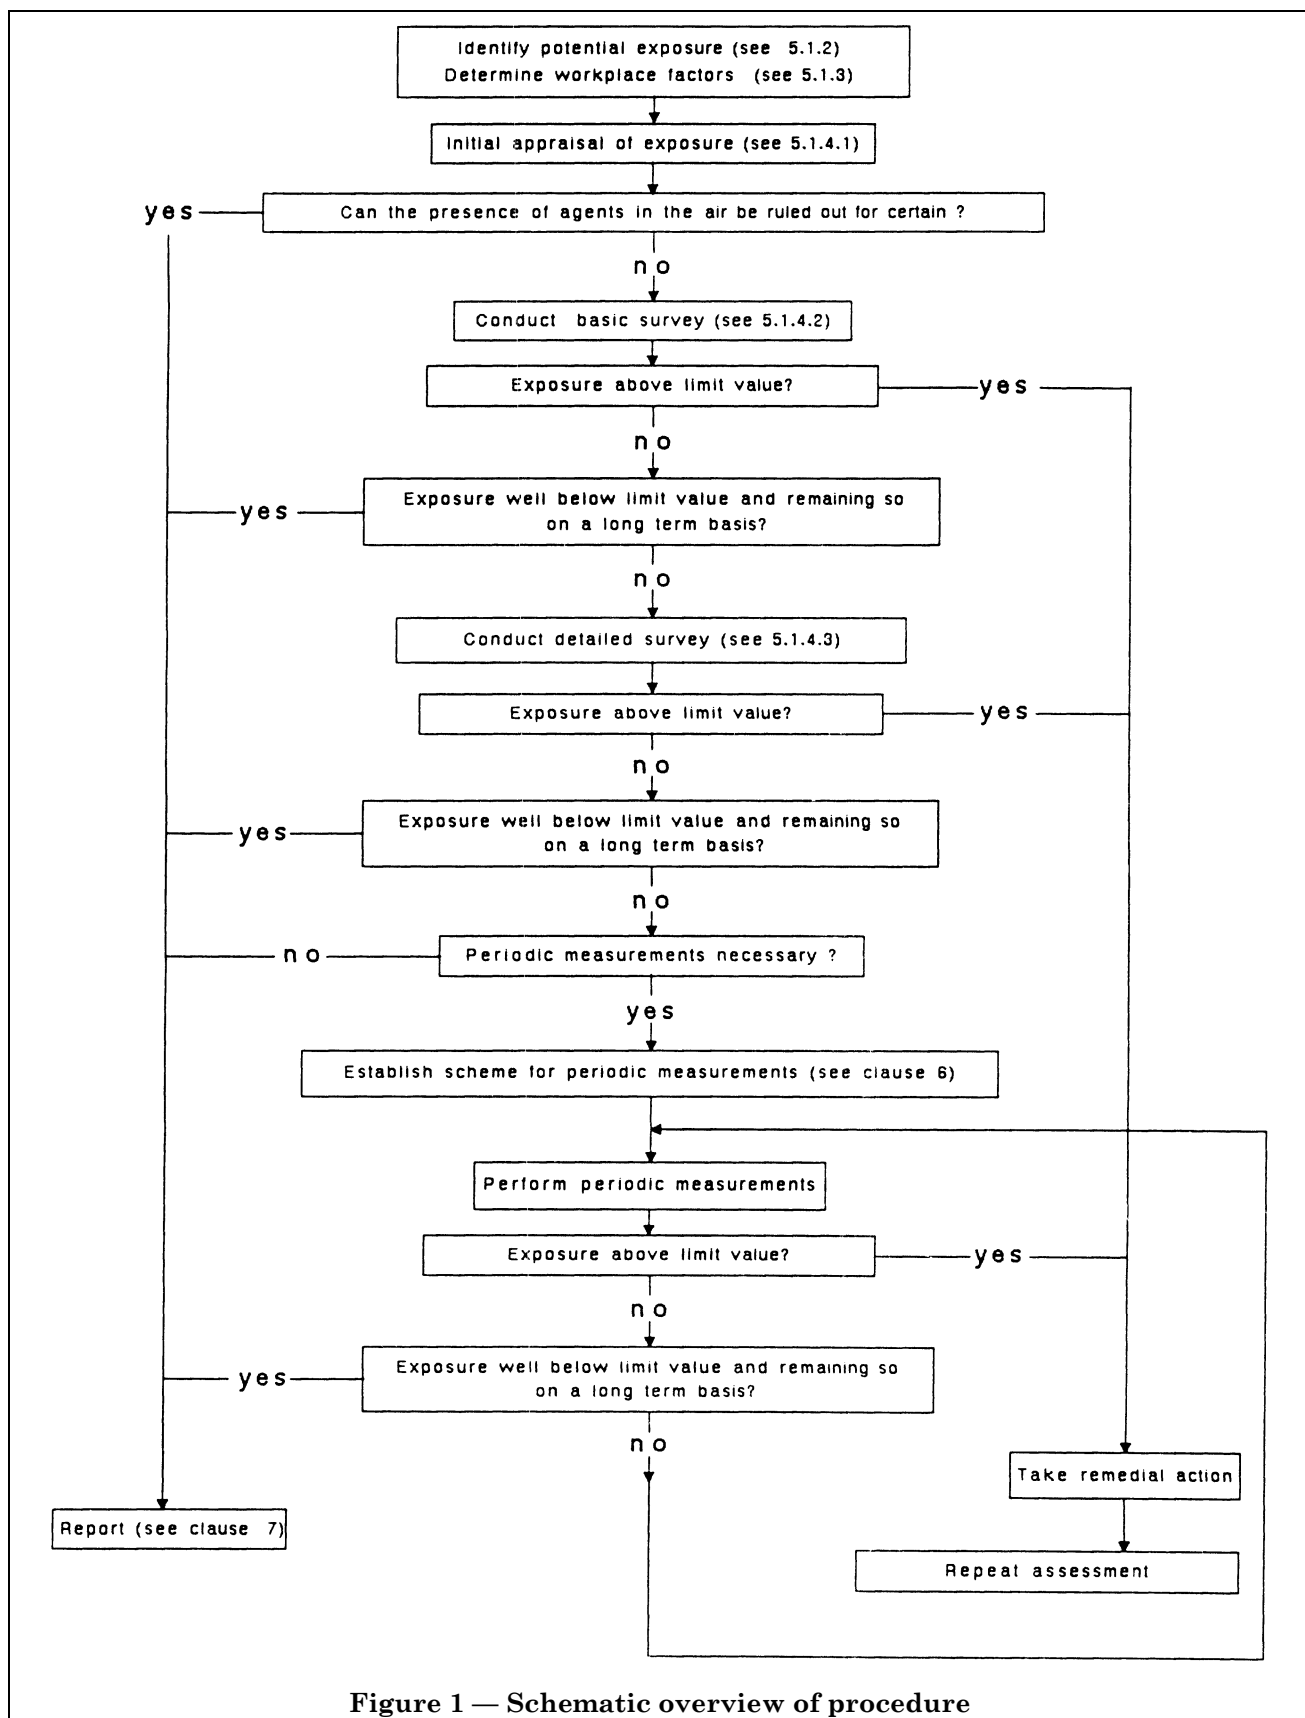 Identify potential exposure (see 5.1.2)
Determine workplace factors (see 5.1.3)
Initial appraisal of exposure (see 5.1.4.1)
yes
Can the presence of agents in the air be ruled out for certain ?
no
Conduct basic survey (see 5.1.4.2)
Exposure above limit value?
yes
no
yes
Exposure well below limit value and remaining so
on a long term basis?
no
Conduct detailed survey (see 5.1.4.3)
Exposure above limit value?
yes
no
yes
Exposure well below limit value and remaining so
on a long term basis?
no
no
Periodic measurements necessary ?
yes
Establish scheme for periodic measurements (see clause 6)
Perform periodic measurements
Exposure above limit value?
yes
no
yes
Exposure well below limit value and remaining so
on a long term basis?
no
Take remedial action
Report (see clause 7)
Repeat assessment
Figure 1 — Schematic overview of procedure